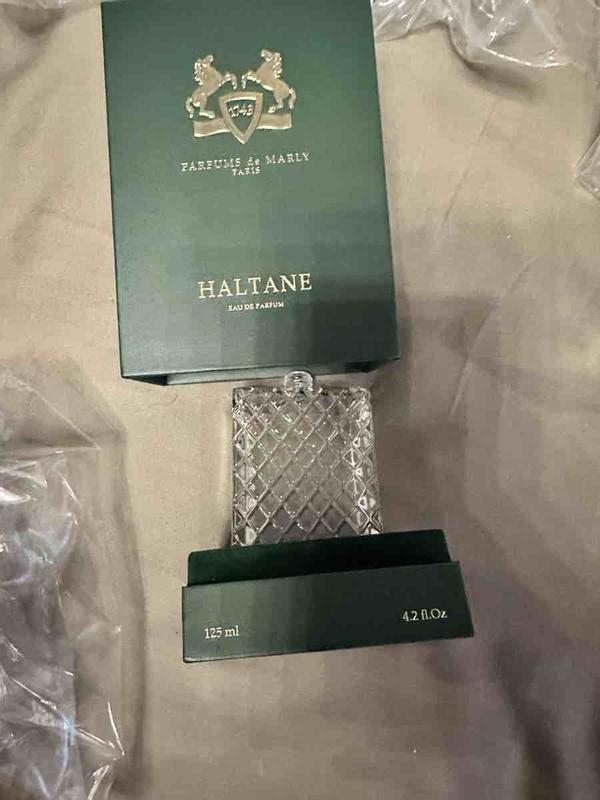 1743
PARFUMS de MARLY
PARIS
HALTANE
EAU DE PARFUM
125 ml
4.2 fl.Oz